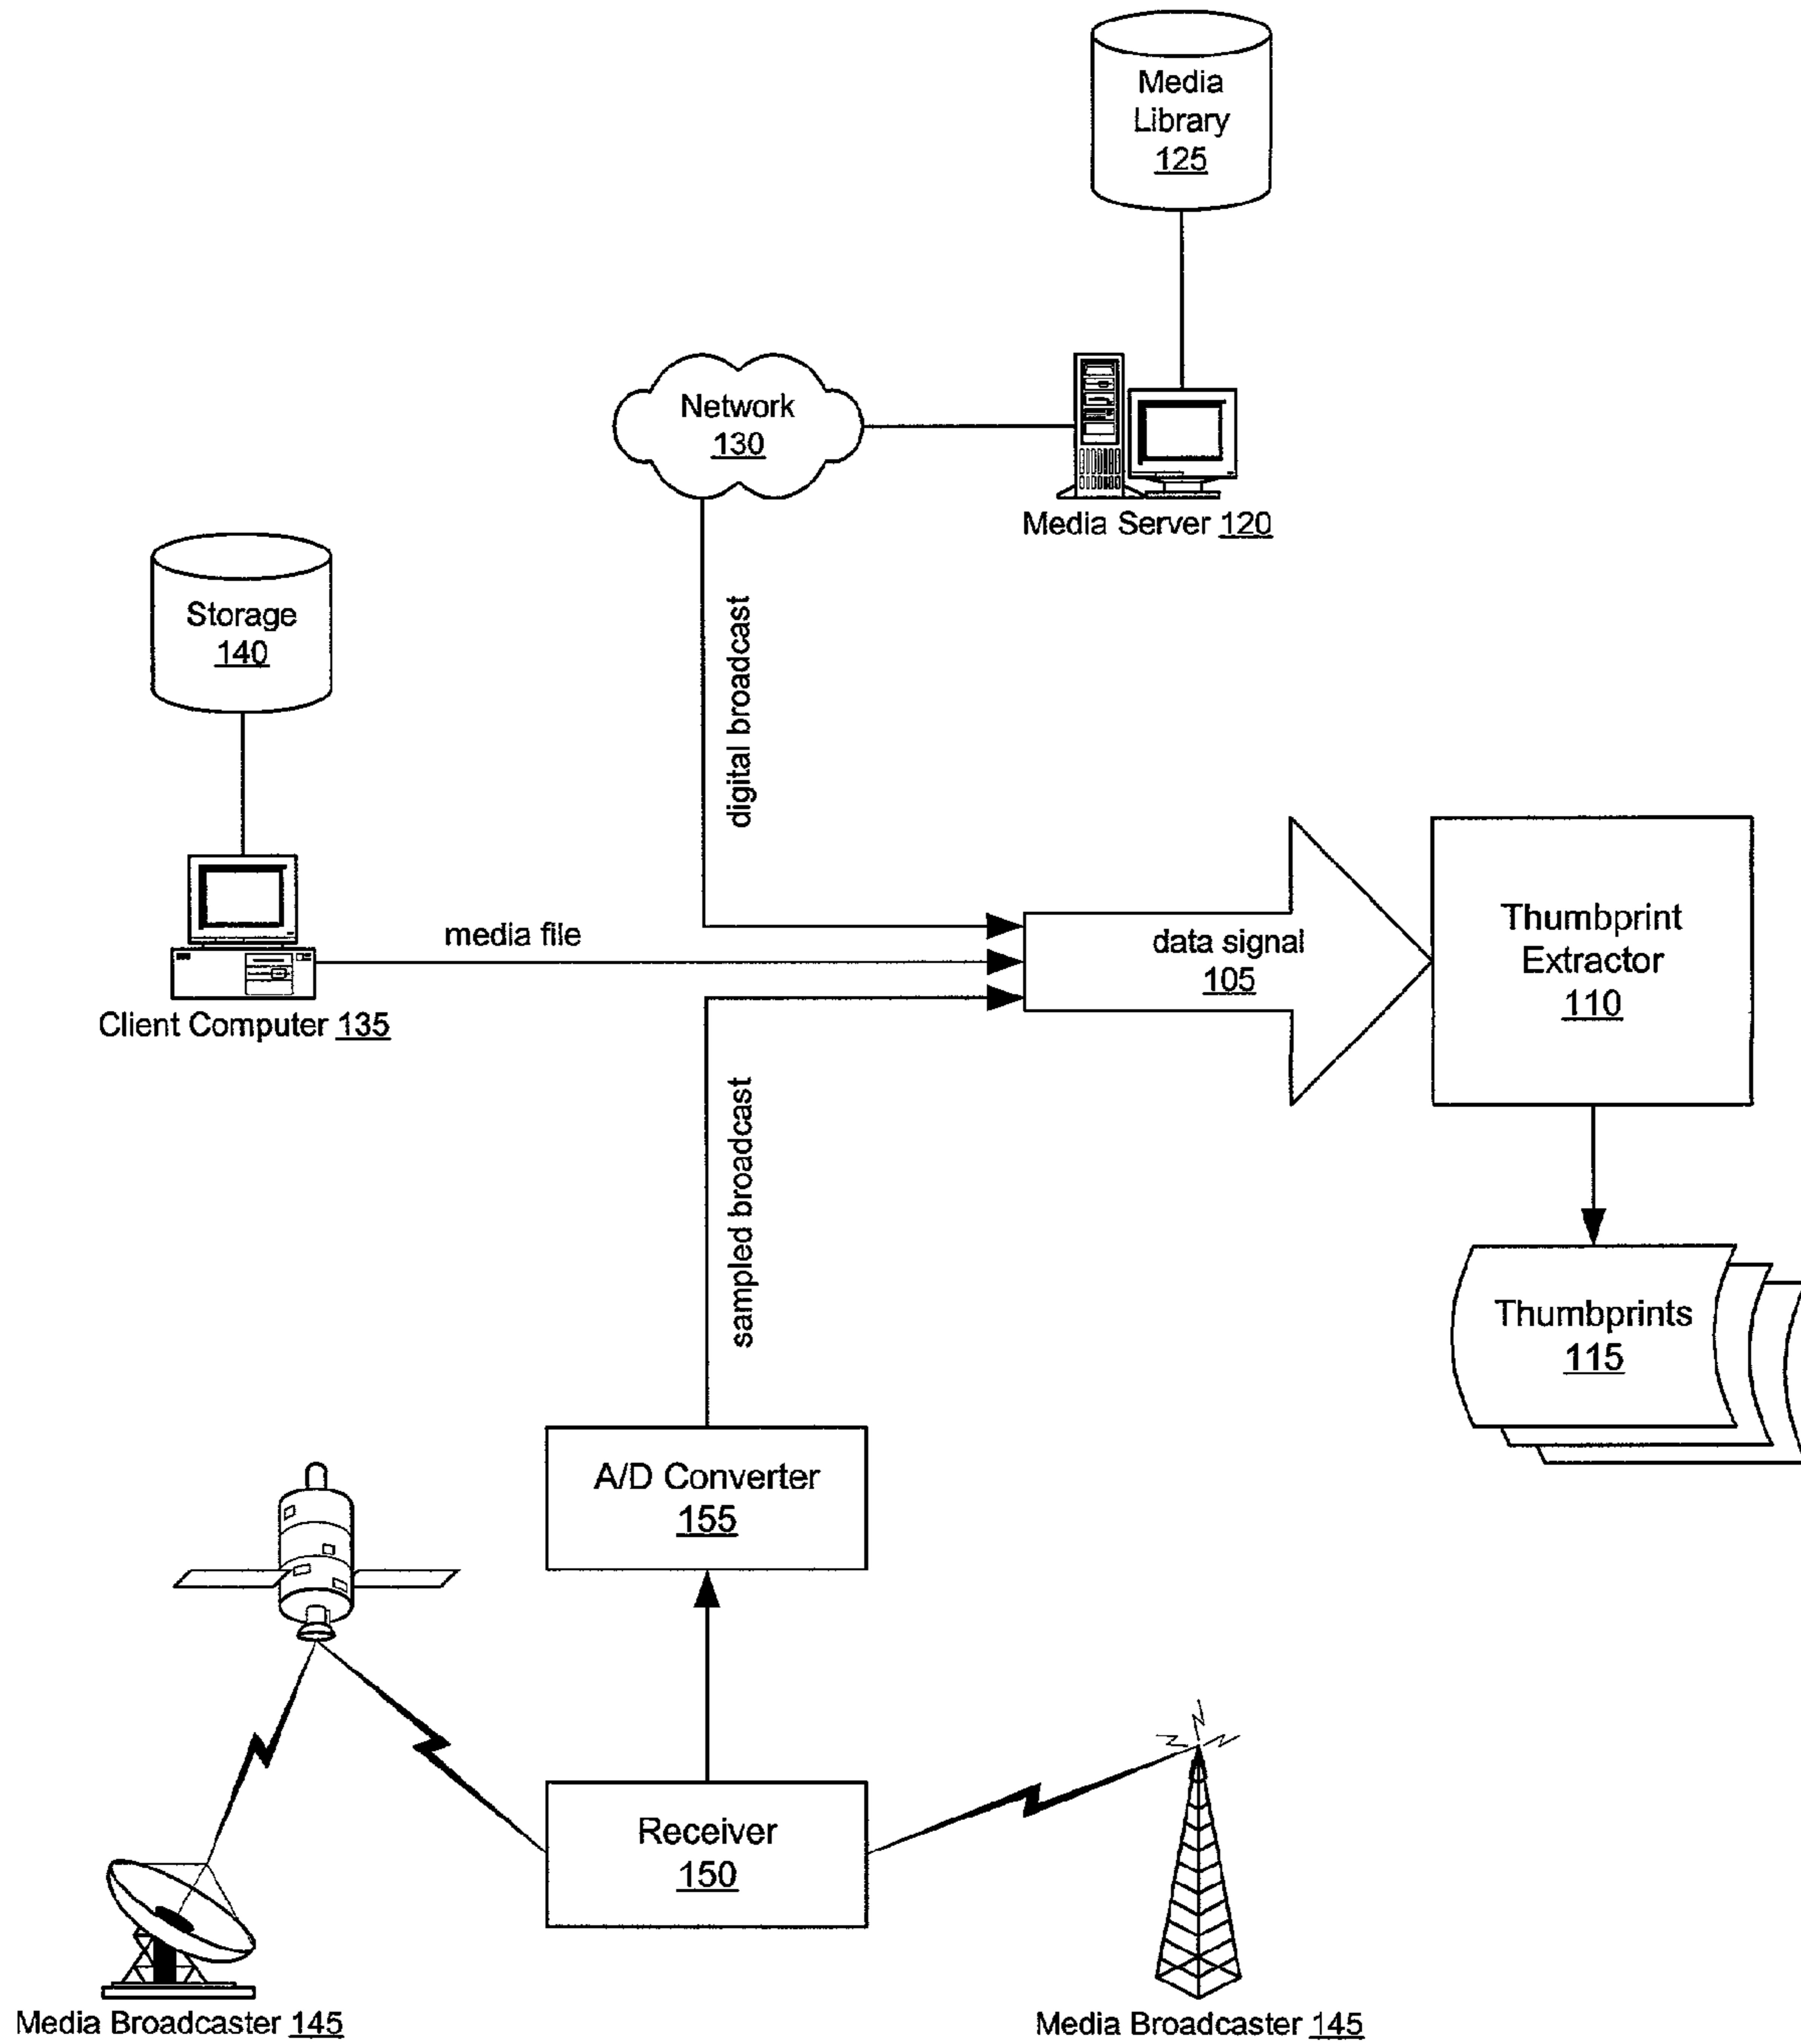 Media
Library
125
Network
130
Media Server 120
Storage
140
digital broadcast
Client Computer 135
media file
data signal
105
Thumbprint
Extractor
110
sampled broadcast
Thumbprints
115
A/D Converter
155
Receiver
150
Media Broadcaster 145
Media Broadcaster 145